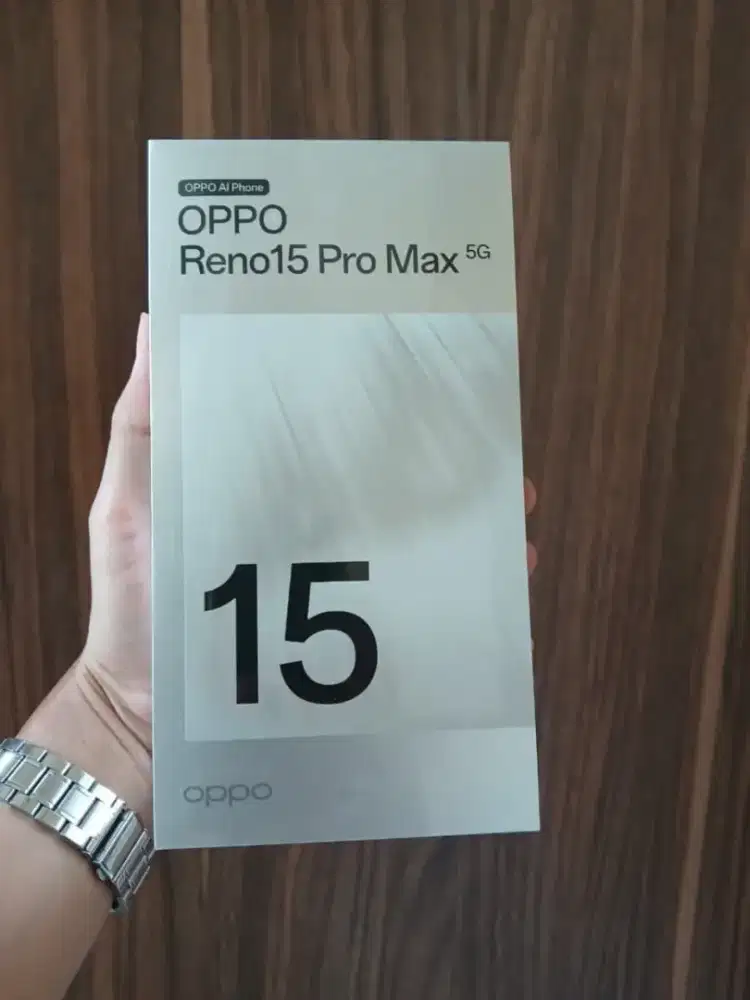 OPPO AI Phone
OPPO
Reno15 Pro Max 5G
15
oppo